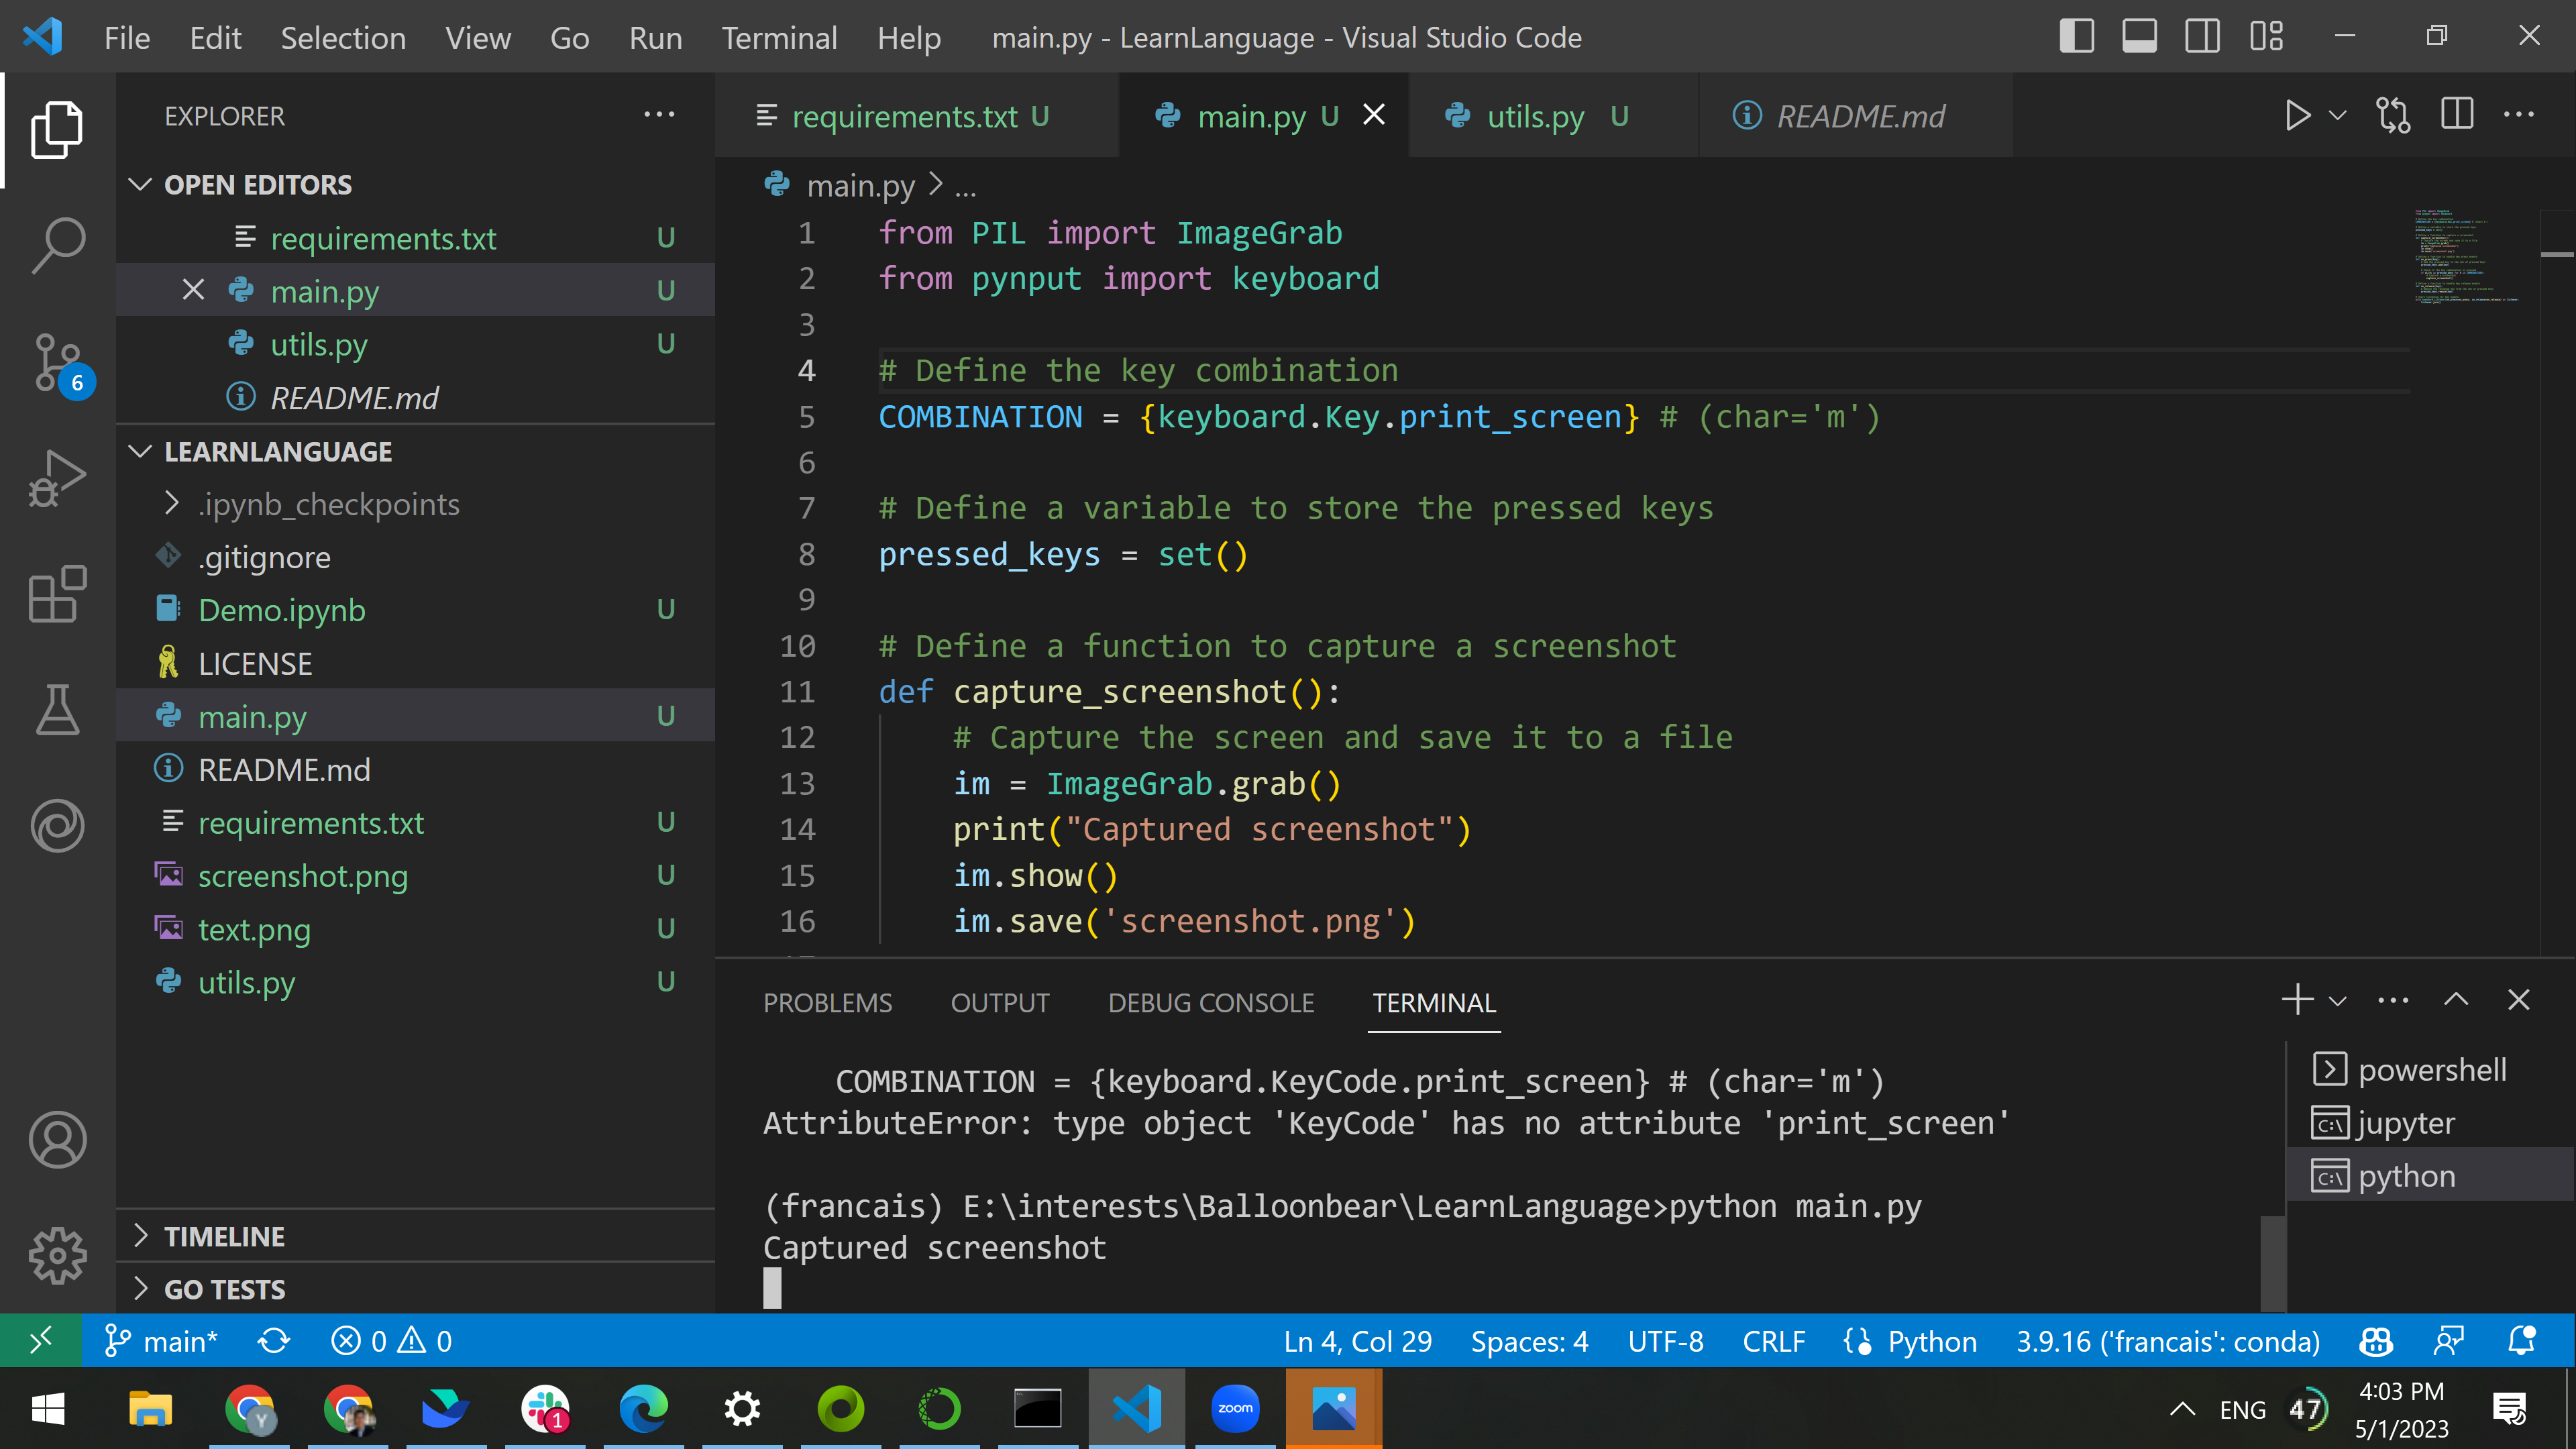 File Edit Selection View Go Run Terminal Help main.py - LearnLanguage - Visual Studio Code
EXPLORER
OPEN EDITORS
requirements.txt U
main.py U
utils.py U
README.md
LEARNLANGUAGE
.ipynb_checkpoints
.gitignore
Demo.ipynb U
LICENSE
main.py U
README.md
requirements.txt U
screenshot.png U
text.png U
utils.py U
TIMELINE
GO TESTS
6
requirements.txt U main.py U utils.py U README.md
main.py > ...
1 from PIL import ImageGrab
2 from pynput import keyboard
3
4 # Define the key combination
5 COMBINATION = {keyboard.Key.print_screen} # (char='m')
6
7 # Define a variable to store the pressed keys
8 pressed_keys = set()
9
10 # Define a function to capture a screenshot
11 def capture_screenshot():
12 # Capture the screen and save it to a file
13 im = ImageGrab.grab()
14 print("Captured screenshot")
15 im.show()
16 im.save('screenshot.png')
PROBLEMS OUTPUT DEBUG CONSOLE TERMINAL
COMBINATION = {keyboard.KeyCode.print_screen} # (char='m')
AttributeError: type object 'KeyCode' has no attribute 'print_screen'
(francais) E:\interests\Balloonbear\LearnLanguage>python main.py
Captured screenshot
powershell
jupyter
python
main* 0 0 Ln 4, Col 29 Spaces: 4 UTF-8 CRLF Python 3.9.16 ('francais': conda)
Y 1 zoom ENG 47 4:03 PM
5/1/2023